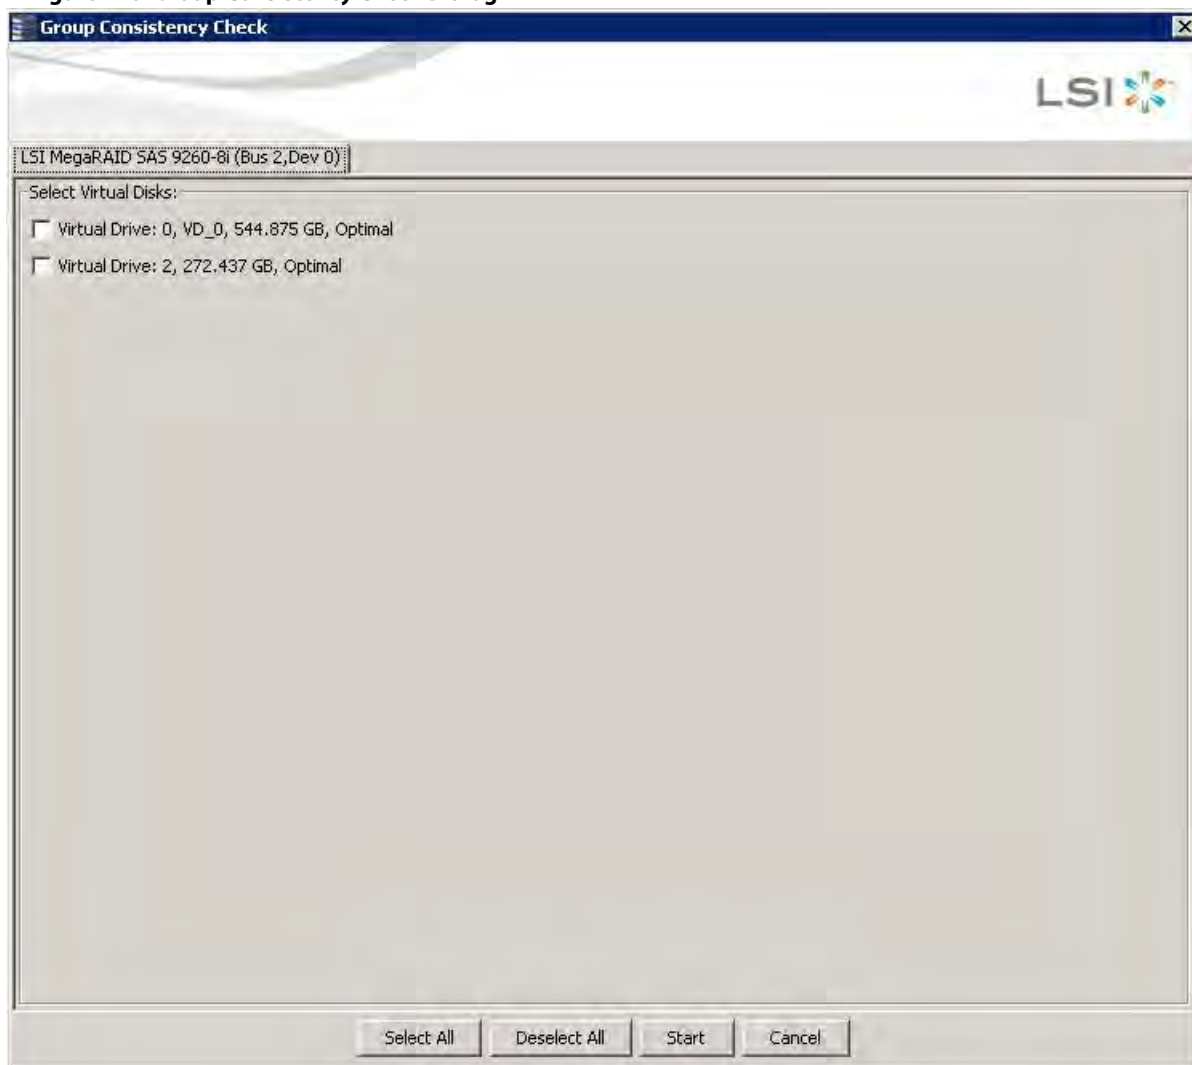 Group Consistency Check
LSI
LSI MegaRAID SAS 9260-8i (Bus 2,Dev 0)
Select Virtual Disks:
Virtual Drive: 0, VD_0, 544.875 GB, Optimal
Virtual Drive: 2, 272.437 GB, Optimal
Select All Deselect All Start Cancel